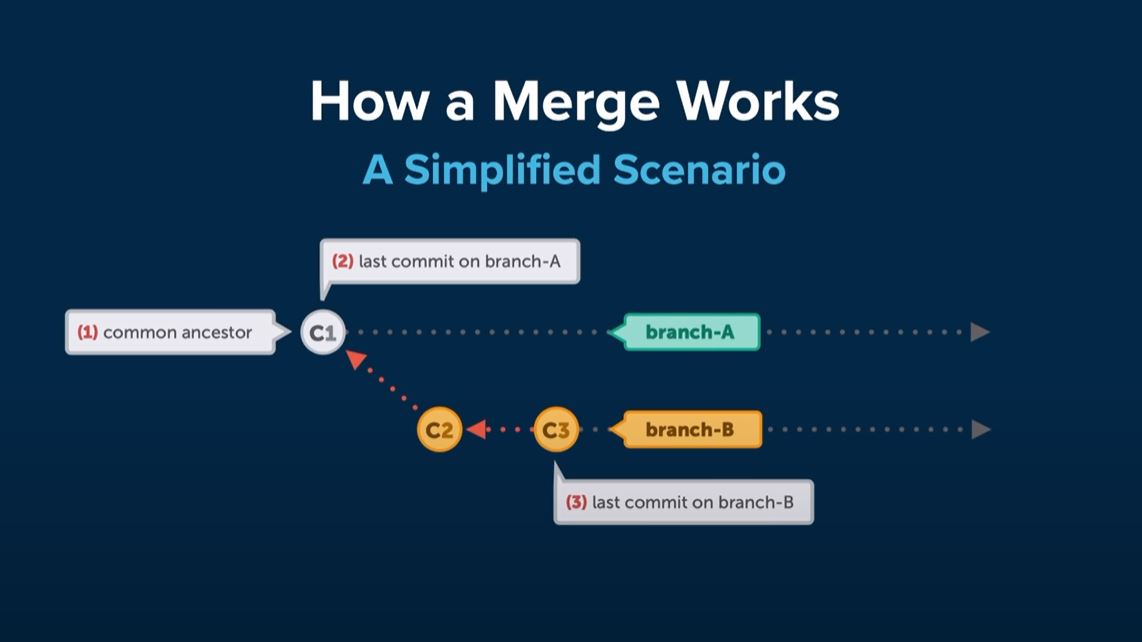 How a Merge Works
A Simplified Scenario
(2) last commit on branch-A
(1) common ancestor
C1
branch-A
C2
C3
branch-B
(3) last commit on branch-B